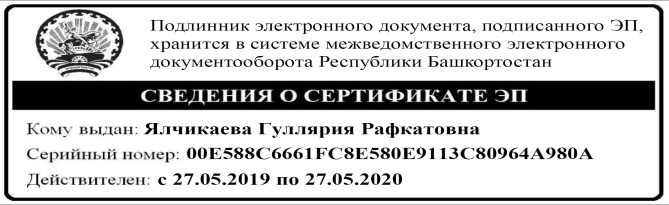 Подлинник электронного документа, подписанного ЭП,
хранится в системе межведомственного электронного
документооборота Республики Башкортостан
СВЕДЕНИЯ О СЕРТИФИКАТЕ ЭП
Кому выдан: Ялчикаева Гуллярия Рафкатовна
Серийный номер: 00E588C6661FC8E580E9113C80964A980A
Действителен: с 27.05.2019 по 27.05.2020